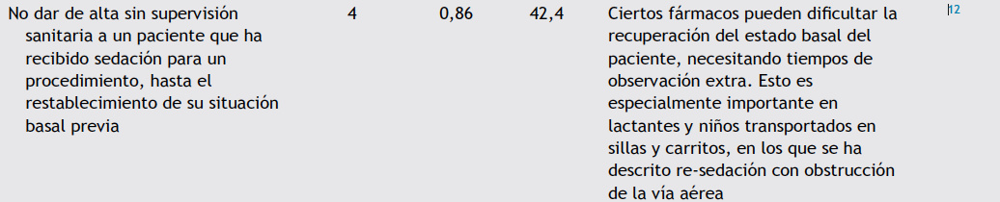 No dar de alta sin supervisión 4 0,86 42,4 Ciertos fármacos pueden dificultar la 12
sanitaria a un paciente que ha recuperación del estado basal del
recibido sedación para un paciente, necesitando tiempos de
procedimiento, hasta el observación extra. Esto es
restablecimiento de su situación especialmente importante en
basal previa lactantes y niños transportados en
sillas y carritos, en los que se ha
descrito re-sedación con obstrucción
de la vía aérea